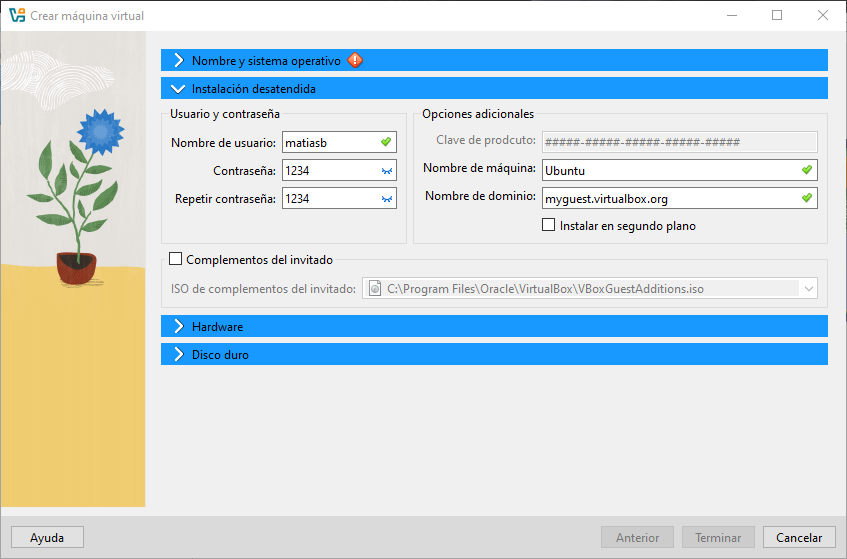 Crear máquina virtual
Nombre y sistema operativo
Instalación desatendida
Usuario y contraseña
Nombre de usuario: matiasb
Contraseña: 1234
Repetir contraseña: 1234
Opciones adicionales
Clave de prodcuto: #####-#####-#####-#####-#####
Nombre de máquina: Ubuntu
Nombre de dominio: myguest.virtualbox.org
Instalar en segundo plano
Complementos del invitado
ISO de complementos del invitado: C:\Program Files\Oracle\VirtualBox\VBoxGuestAdditions.iso
Hardware
Disco duro
Ayuda Anterior Terminar Cancelar